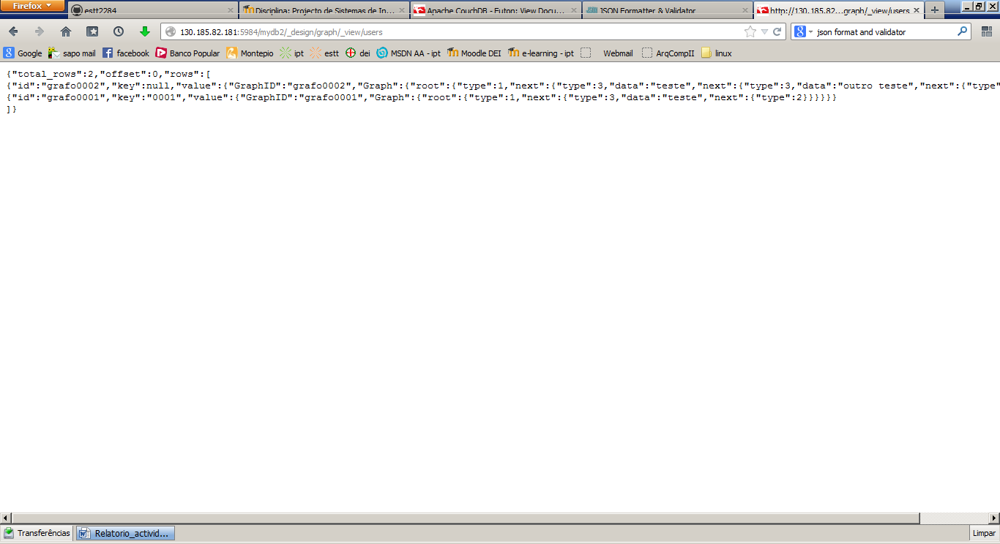 Firefox
estt2284
Disciplina: Projecto de Sistemas de In...
Apache CouchDB - Futon: View Docu...
JSON Formatter & Validator
http://130.185.82...graph/_view/users
130.185.82.181:5984/mydb2/_design/graph/_view/users
json format and validator
Google sapo mail facebook Banco Popular Montepio ipt estt dei MSDN AA - ipt Moodle DEI e-learning - ipt Webmail ArqCompII linux
{"total_rows":2,"offset":0,"rows":[
{"id":"grafo0002","key":null,"value":{"GraphID":"grafo0002","Graph":{"root":{"type":1,"next":{"type":3,"data":"teste","next":{"type":3,"data":"outro teste","next":{"type"
{"id":"grafo0001","key":"0001","value":{"GraphID":"grafo0001","Graph":{"root":{"type":1,"next":{"type":3,"data":"teste","next":{"type":2}}}}}}
]}
Transferências
Relatorio_activid...
Limpar